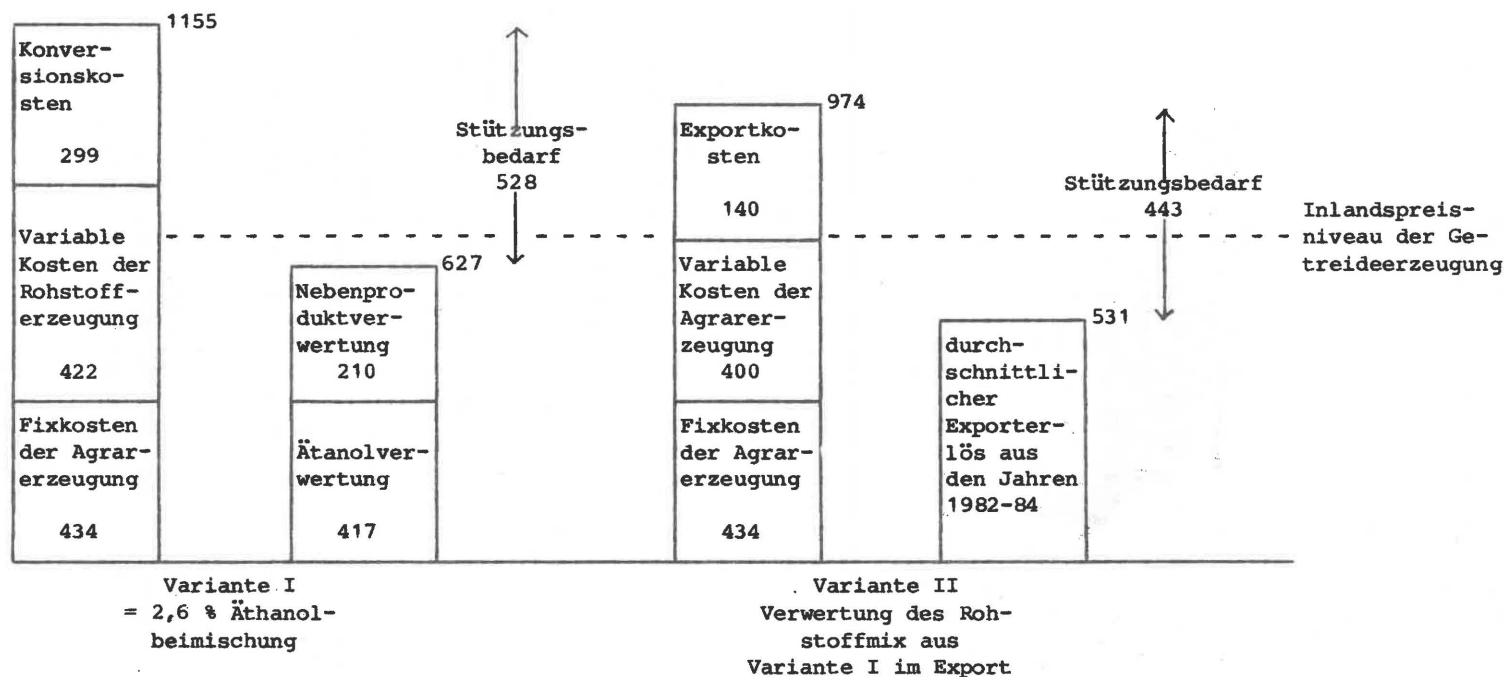 1155
Konver-
sionsko-
sten
299
Variable
Kosten der
Rohstoff-
erzeugung
422
Fixkosten
der Agrar-
erzeugung
434
627
Nebenpro-
duktver-
wertung
210
Ätanolver-
wertung
417
Stützungs-
bedarf
528
Variante I
= 2,6 % Äthanol-
beimischung
974
Exportko-
sten
140
Variable
Kosten der
Agrarer-
zeugung
400
Fixkosten
der Agrar-
erzeugung
434
531
durch-
schnittli-
cher
Exporter-
lös aus
den Jahren
1982-84
Stützungsbedarf
443
Inlandspreis-
niveau der Ge-
treideerzeugung
Variante II
Verwertung des Roh-
stoffmix aus
Variante I im Export